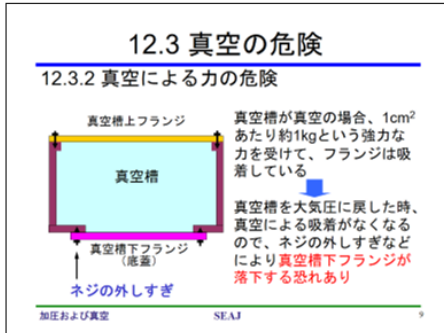 12.3 真空の危険
12.3.2 真空による力の危険
真空槽上フランジ
真空槽
真空槽下フランジ
(底蓋)
ネジの外しすぎ
真空槽が真空の場合、1cm²
あたり約1kgという強力な
力を受けて、フランジは吸
着している
真空槽を大気圧に戻した時、
真空による吸着がなくなる
ので、ネジの外しすぎなど
により真空槽下フランジが
落下する恐れあり
加圧および真空
SEAJ
9